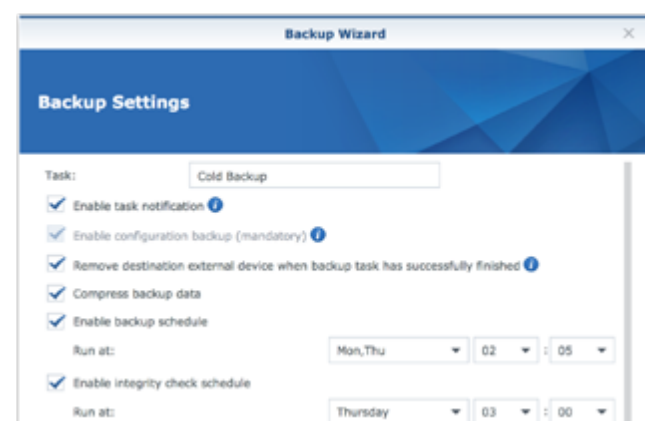 Backup Wizard
Backup Settings
Task: Cold Backup
Enable task notification
Enable configuration backup (mandatory)
Remove destination external device when backup task has successfully finished
Compress backup data
Enable backup schedule
Run at: Mon,Thu 02 : 05
Enable integrity check schedule
Run at: Thursday 03 : 00